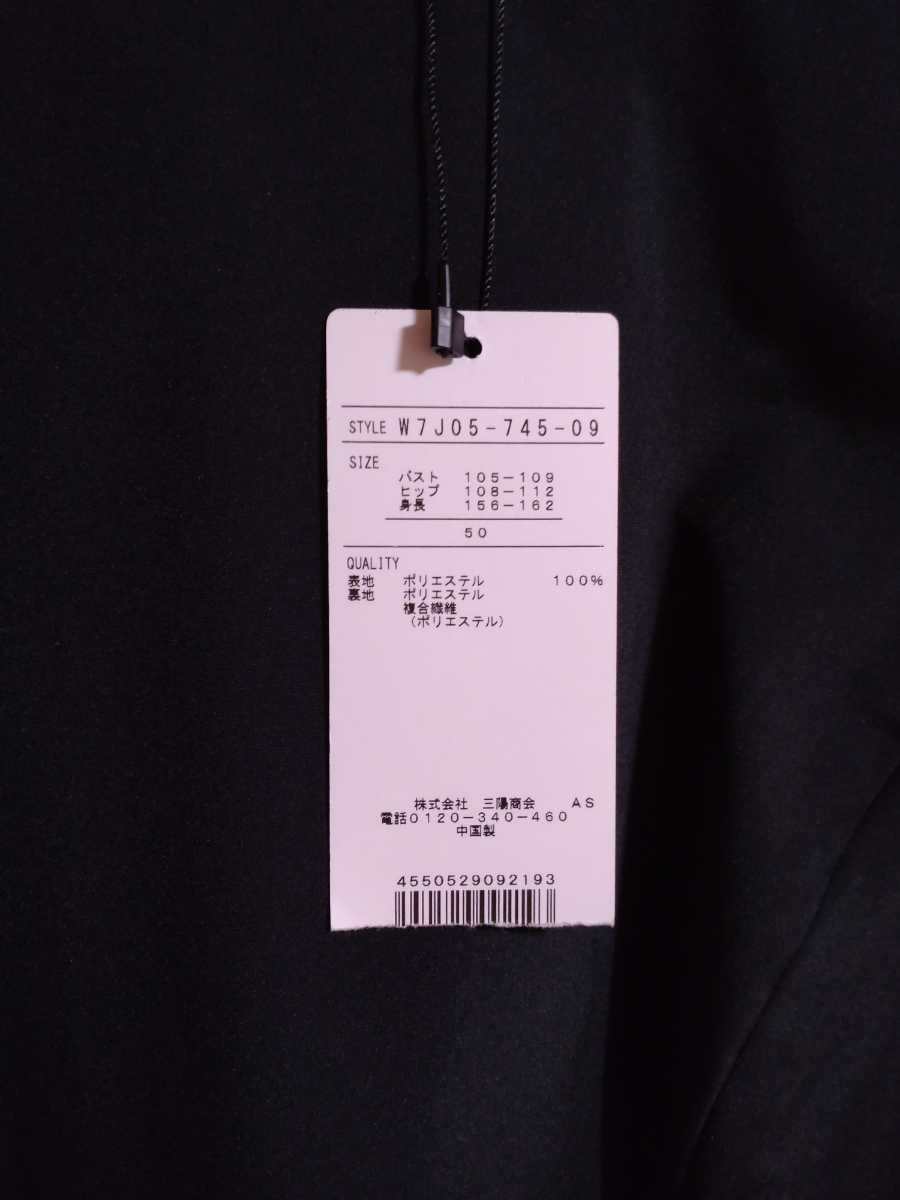 STYLE W7J05-745-09
SIZE
バスト 105-109
ヒップ 108-112
身長 156-162
50
QUALITY
表地 ポリエステル 100%
裏地 ポリエステル
複合繊維
(ポリエステル)
株式会社 三陽商会 AS
電話0120-340-460
中国製
4550529092193